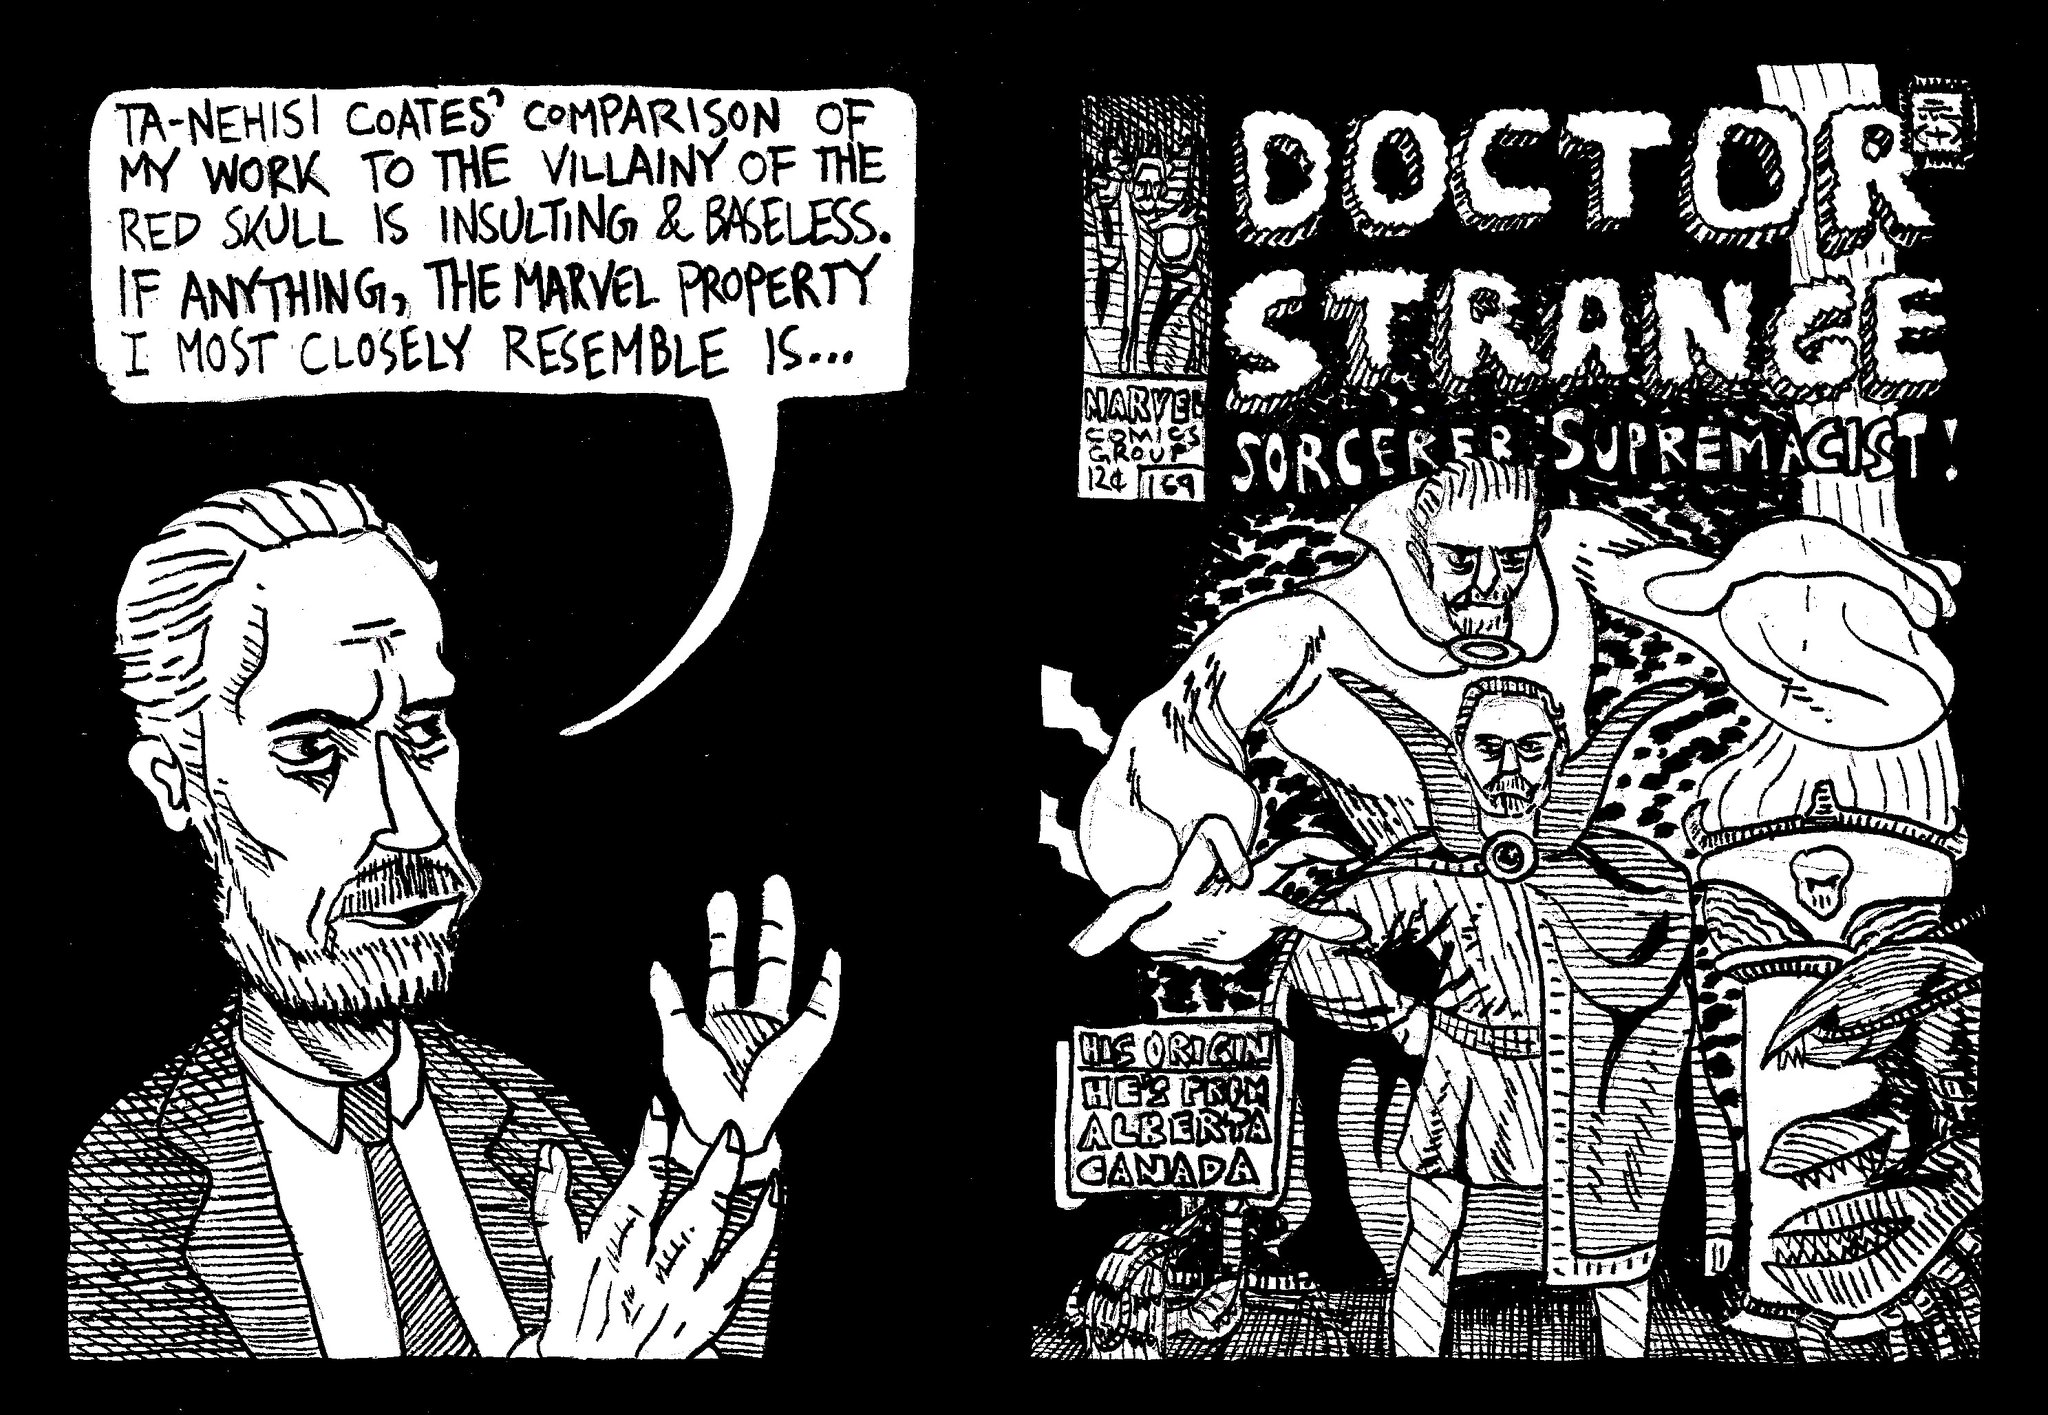 TA-NEHISI COATES' COMPARISON OF
MY WORK TO THE VILLAINY OF THE
RED SKULL IS INSULTING & BASELESS.
IF ANYTHING, THE MARVEL PROPERTY
I MOST CLOSELY RESEMBLE IS...
DOCTOR
STRANGE
SORCERER SUPREMACIST!
MARVEL
COMICS
GROUP
12¢ 169
HIS ORIGIN
HE'S FROM
ALBERTA
CANADA